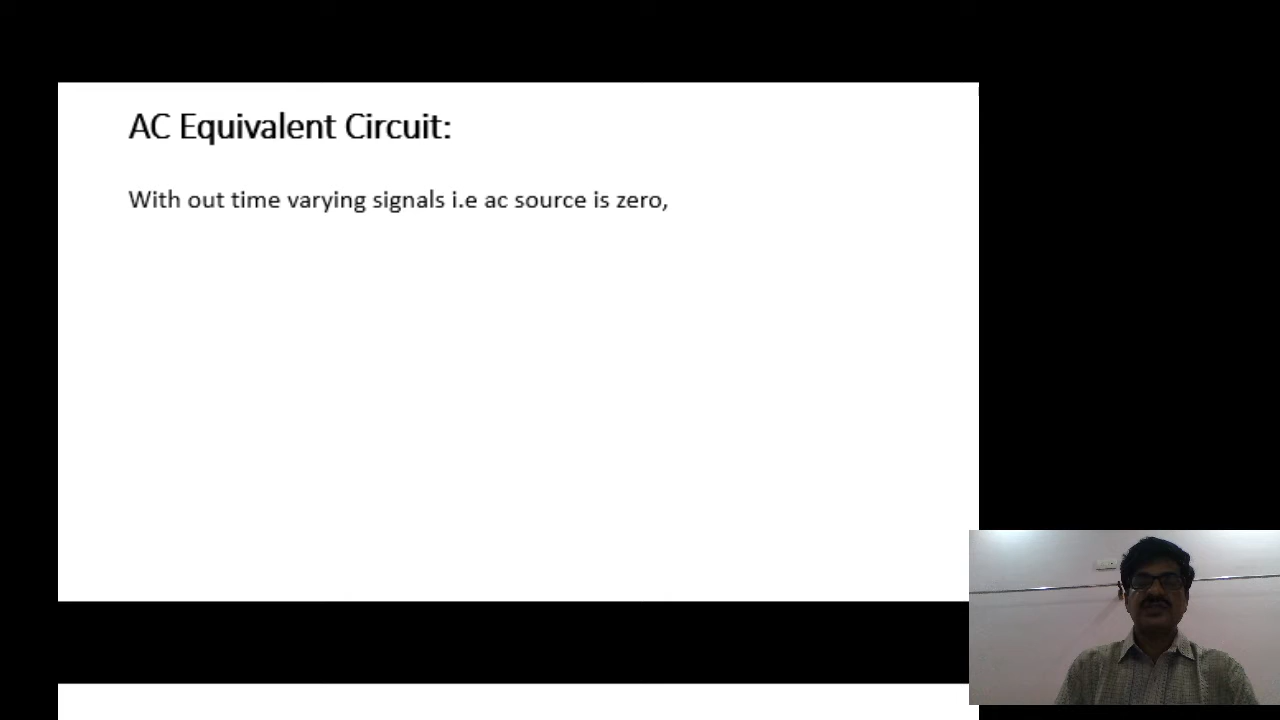 AC Equivalent Circuit:
With out time varying signals i.e ac source is zero,